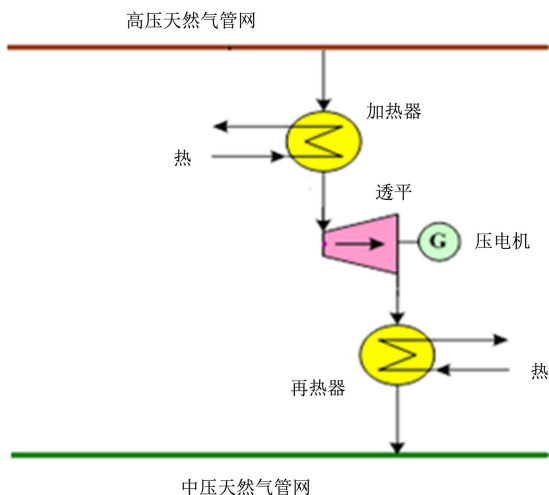 高压天然气管网
加热器
热
透平
G
压电机
热
再热器
中压天然气管网